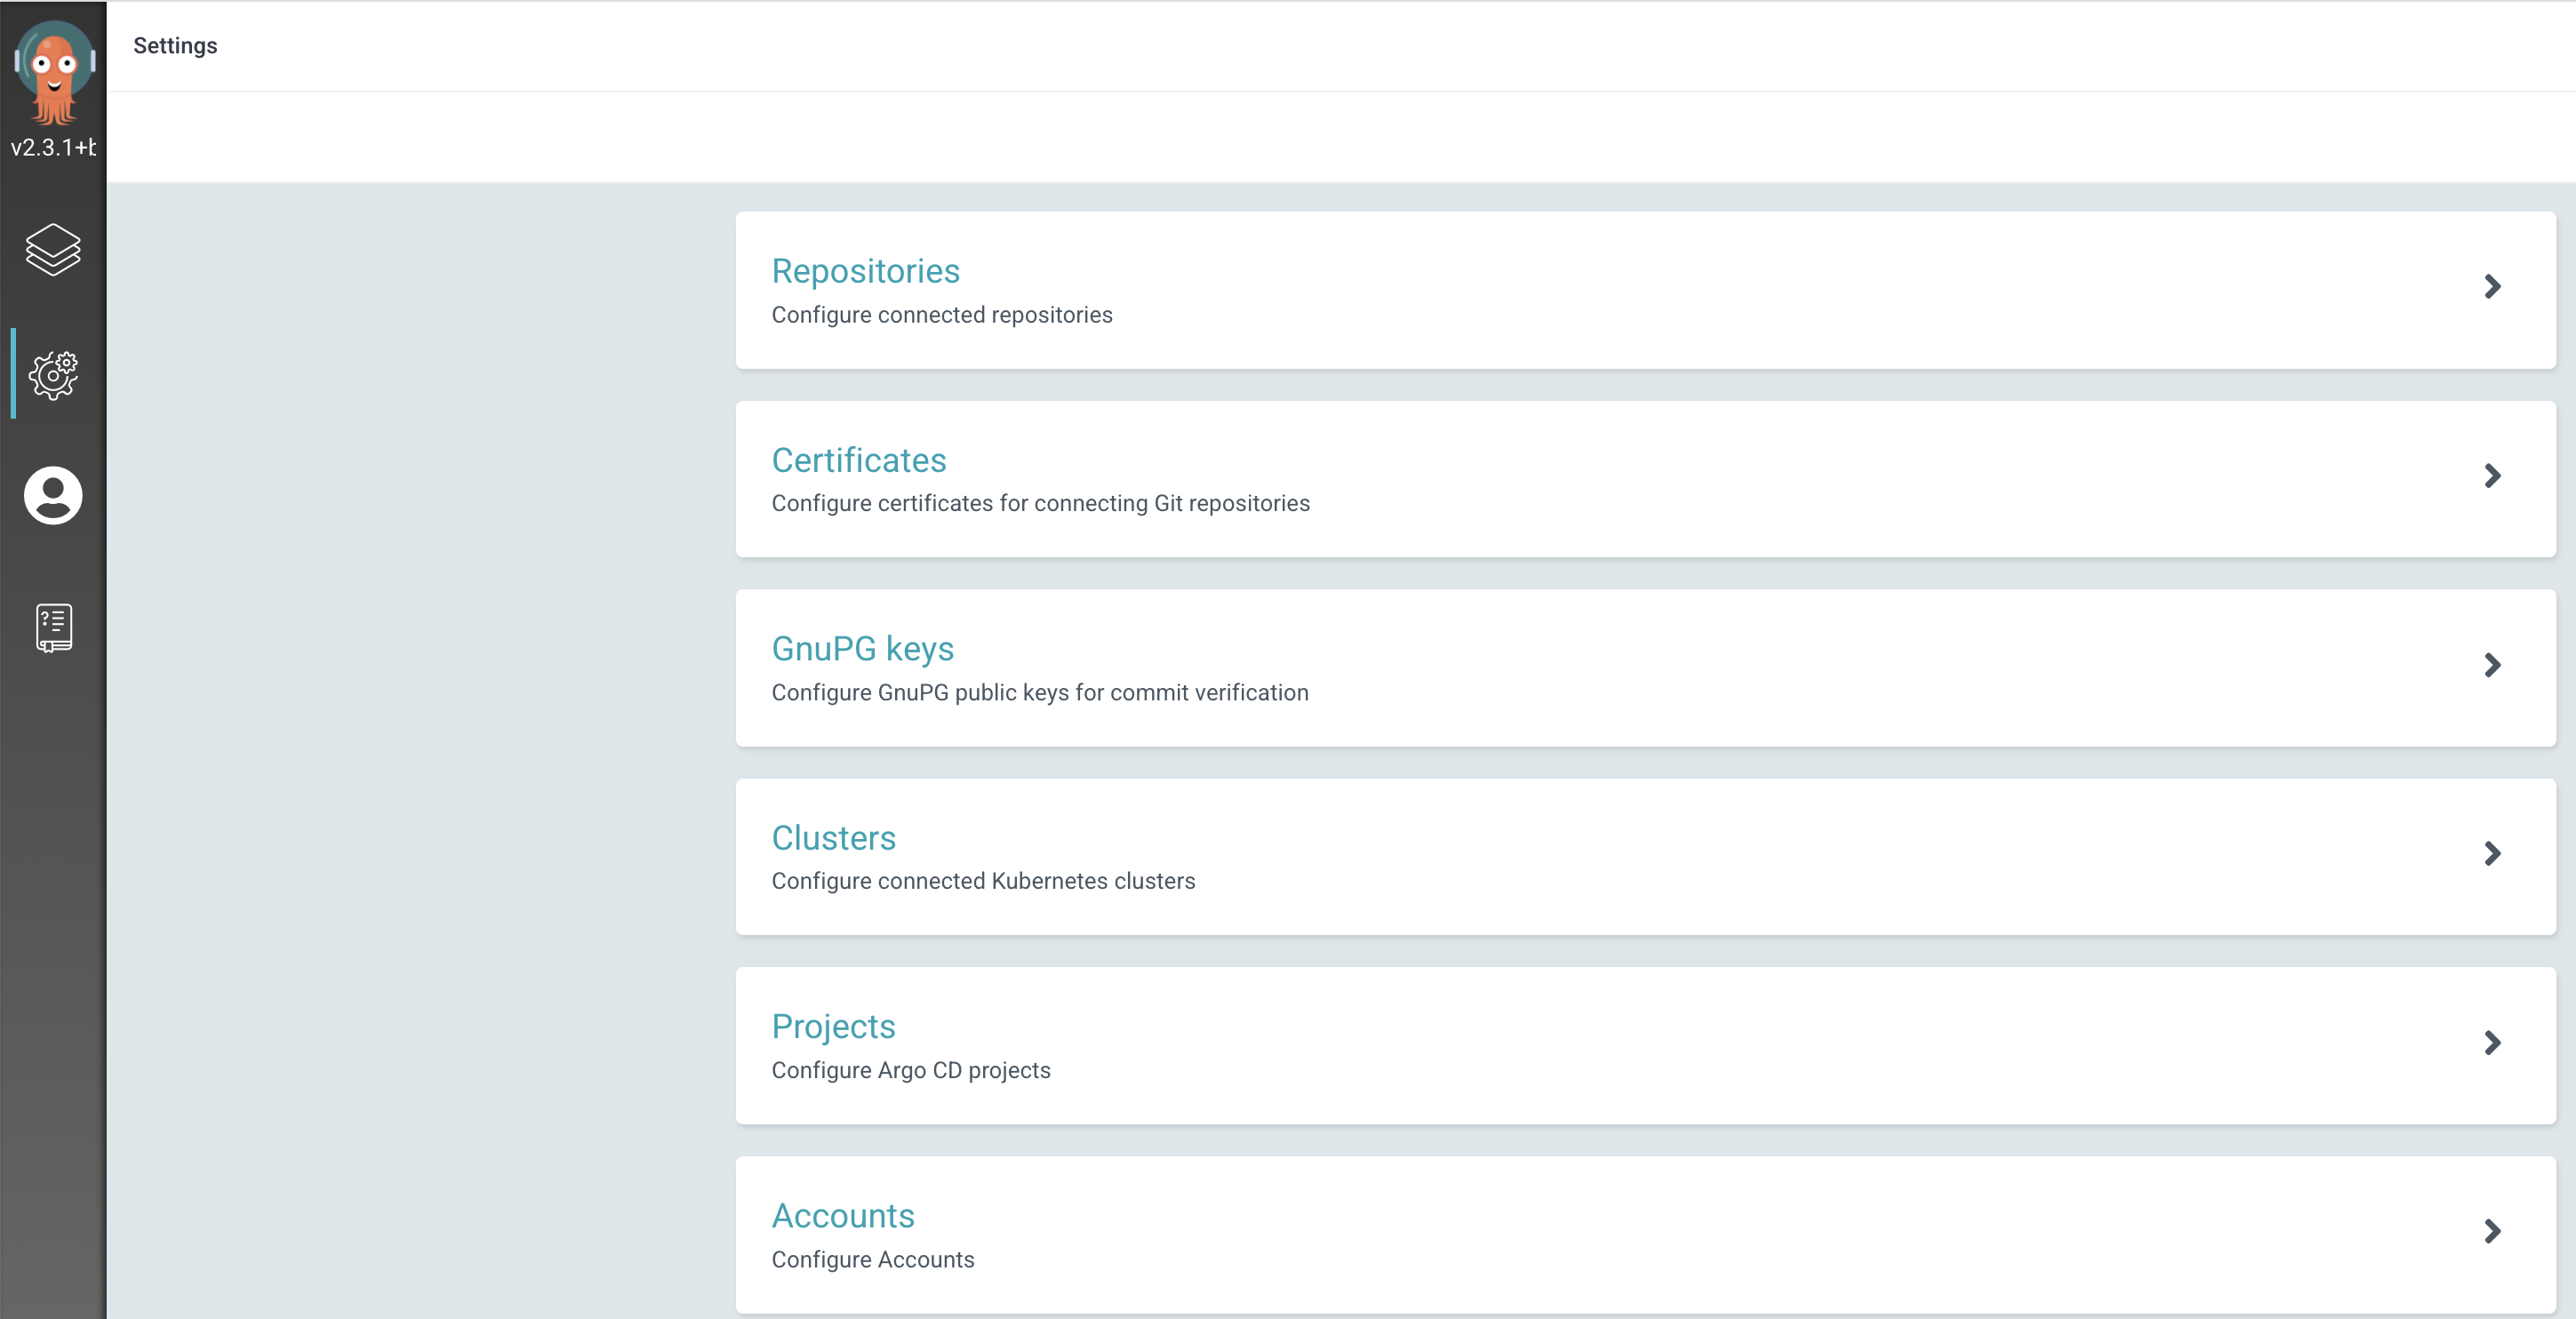 Settings
v2.3.1+b
Repositories
Configure connected repositories
Certificates
Configure certificates for connecting Git repositories
GnuPG keys
Configure GnuPG public keys for commit verification
Clusters
Configure connected Kubernetes clusters
Projects
Configure Argo CD projects
Accounts
Configure Accounts